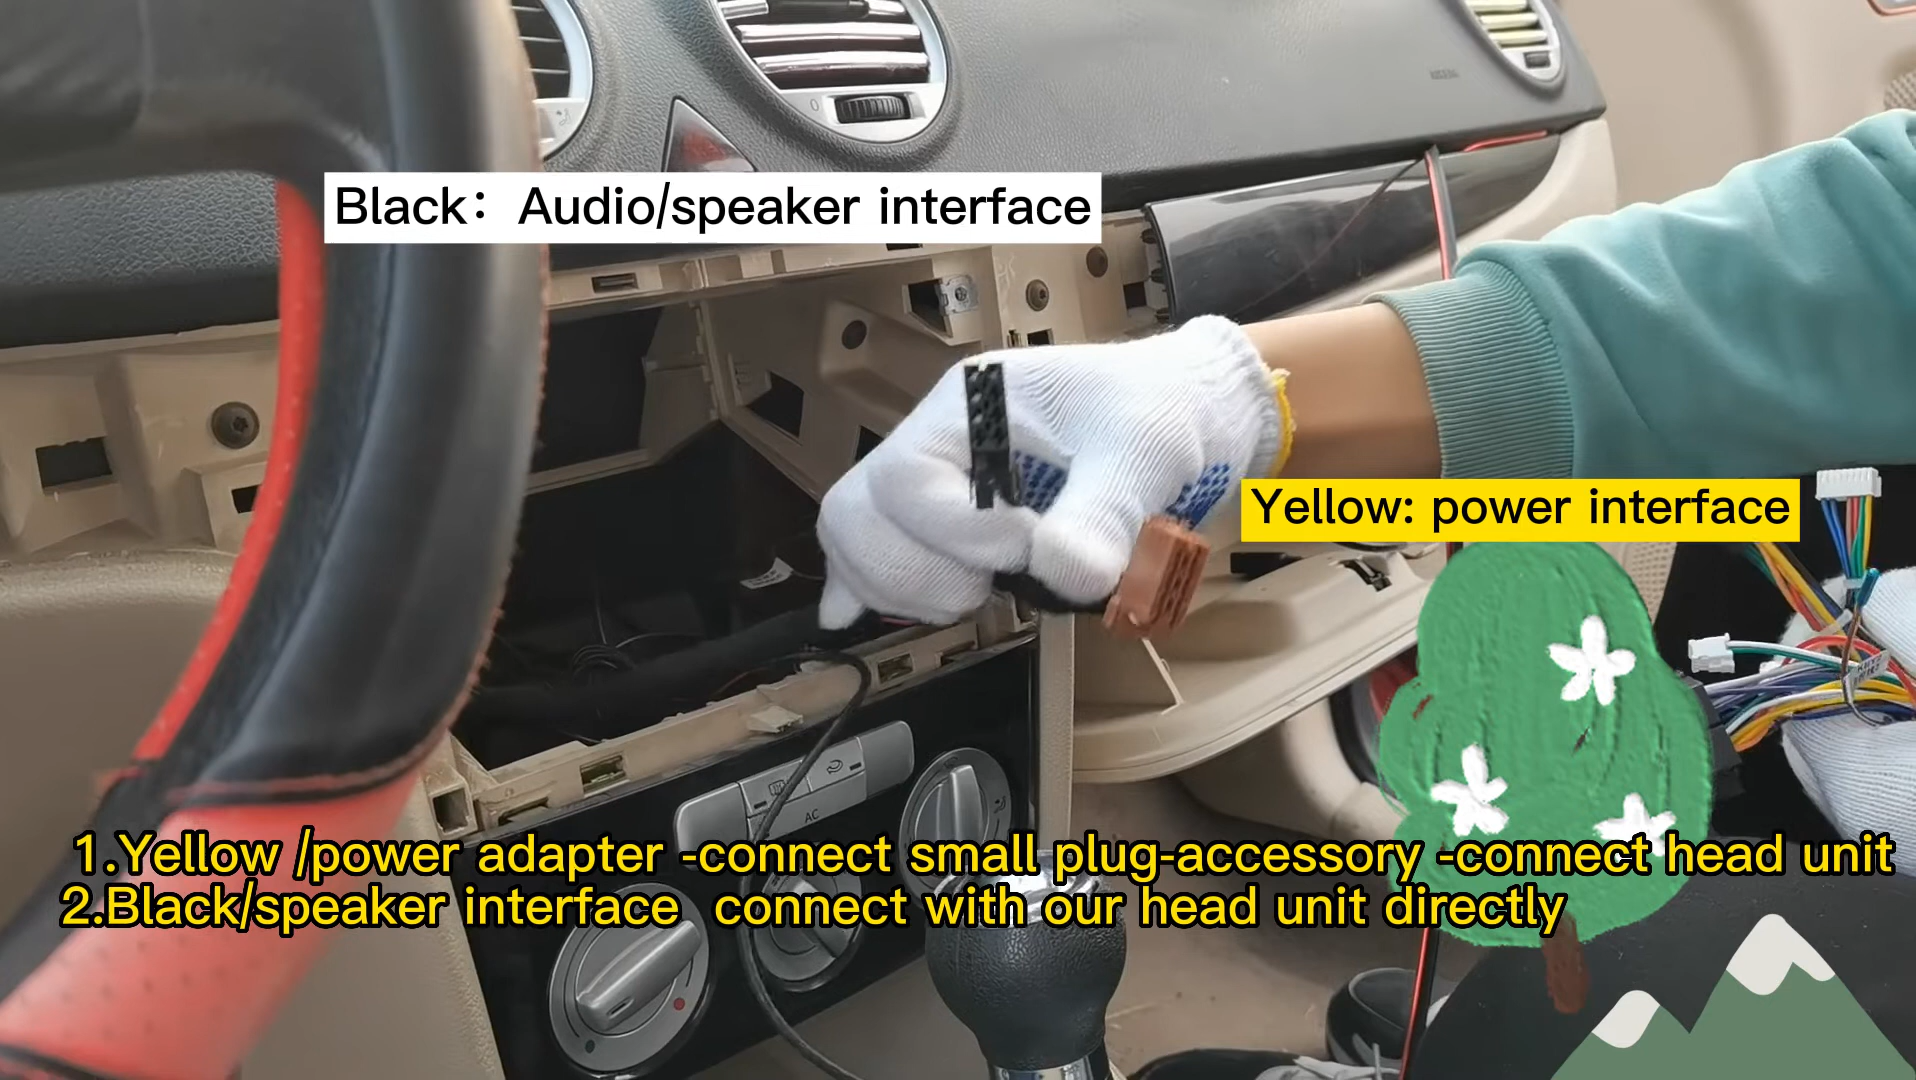 Black：Audio/speaker interface
Yellow: power interface
AC
1.Yellow /power adapter -connect small plug-accessory -connect head unit
2.Black/speaker interface connect with our head unit directly